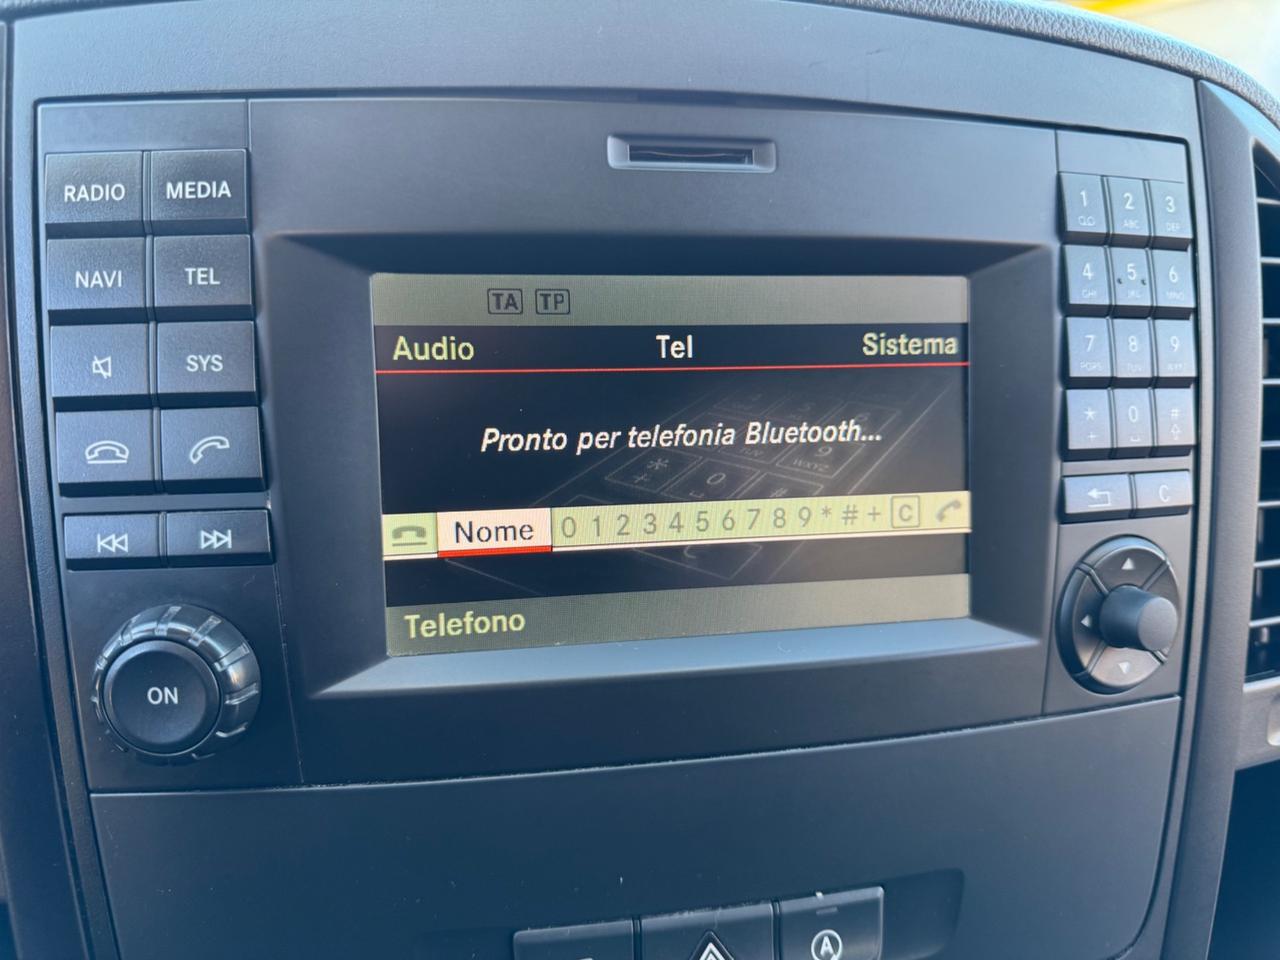 RADIO MEDIA
NAVI TEL
SYS
ON
TA TP
Audio Tel Sistema
Pronto per telefonia Bluetooth...
Nome 0 1 2 3 4 5 6 7 8 9 * # + C
Telefono
1 2 ABC 3 DEF
4 GHI 5 JKL 6 MNO
7 PQRS 8 TUV 9
* + 0 #
C
A